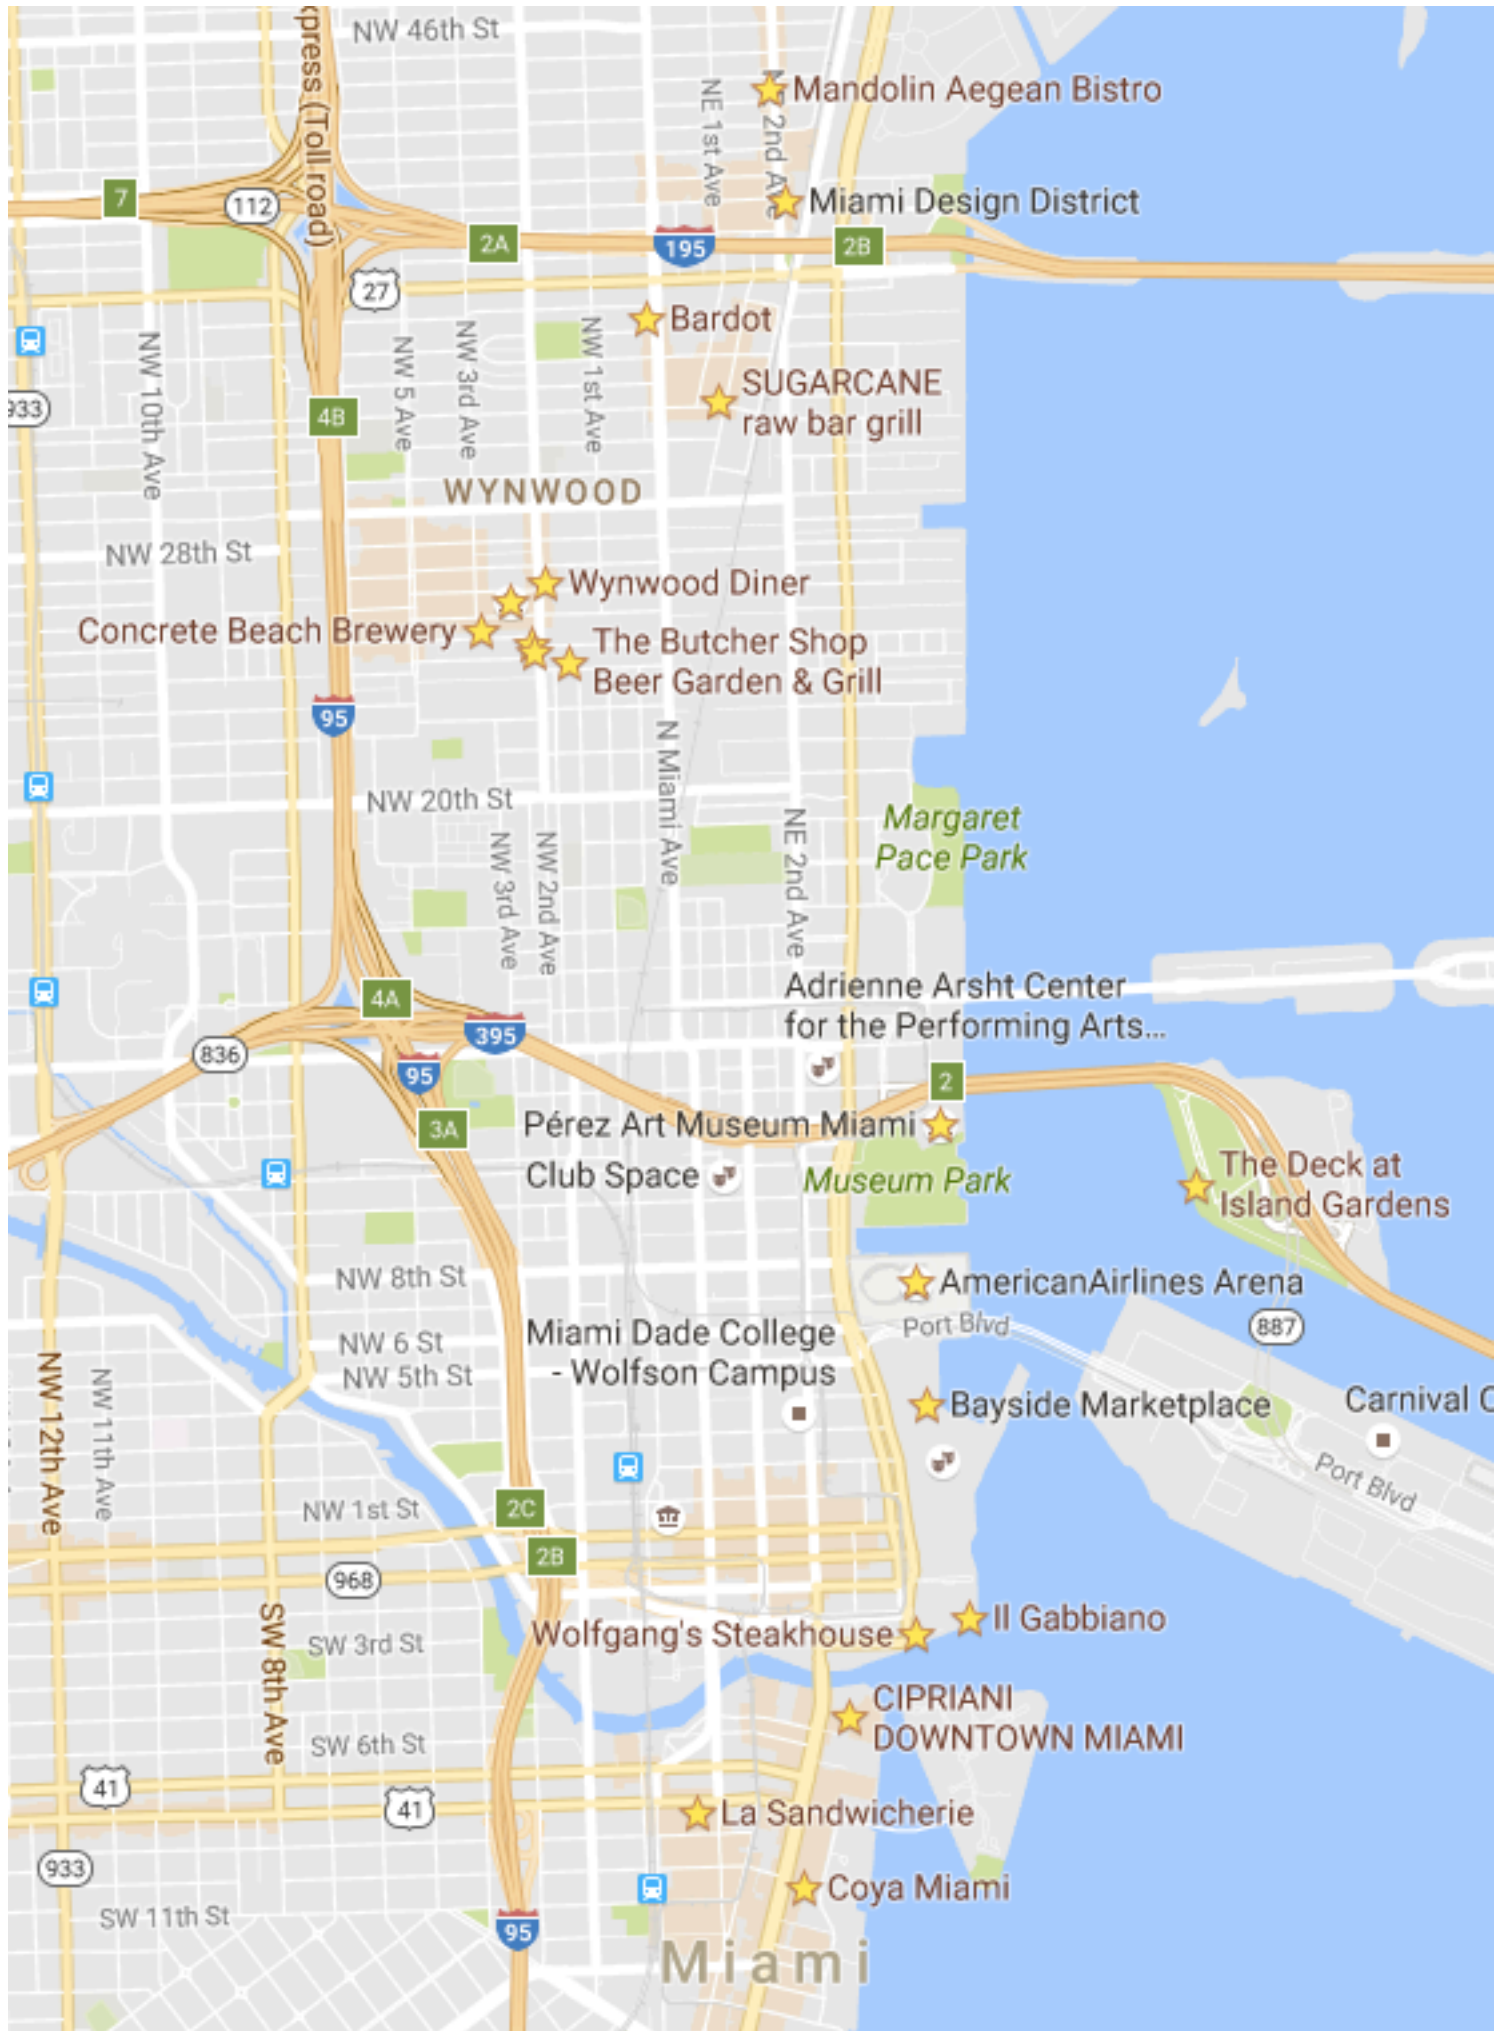 xpress (Toll road)
NW 46th St
Mandolin Aegean Bistro
NE 1st Ave
2nd Ave
7
112
Miami Design District
2A
195
2B
27
Bardot
NW 10th Ave
NW 5 Ave
NW 3rd Ave
NW 1st Ave
933
4B
SUGARCANE
raw bar grill
WYNWOOD
NW 28th St
Wynwood Diner
Concrete Beach Brewery
The Butcher Shop
Beer Garden & Grill
95
N Miami Ave
NW 20th St
Margaret
Pace Park
NW 3rd Ave
NW 2nd Ave
NE 2nd Ave
4A
Adrienne Arsht Center
for the Performing Arts...
395
836
95
2
3A
Pérez Art Museum Miami
Club Space
Museum Park
The Deck at
Island Gardens
NW 8th St
AmericanAirlines Arena
Port Blvd
887
NW 6 St
NW 5th St
Miami Dade College
- Wolfson Campus
NW 12th Ave
NW 11th Ave
Bayside Marketplace
Carnival C
Port Blvd
NW 1st St
2C
2B
968
SW 8th Ave
SW 3rd St
Wolfgang's Steakhouse
Il Gabbiano
CIPRIANI
DOWNTOWN MIAMI
SW 6th St
41
41
La Sandwicherie
933
Coya Miami
SW 11th St
95
Miami